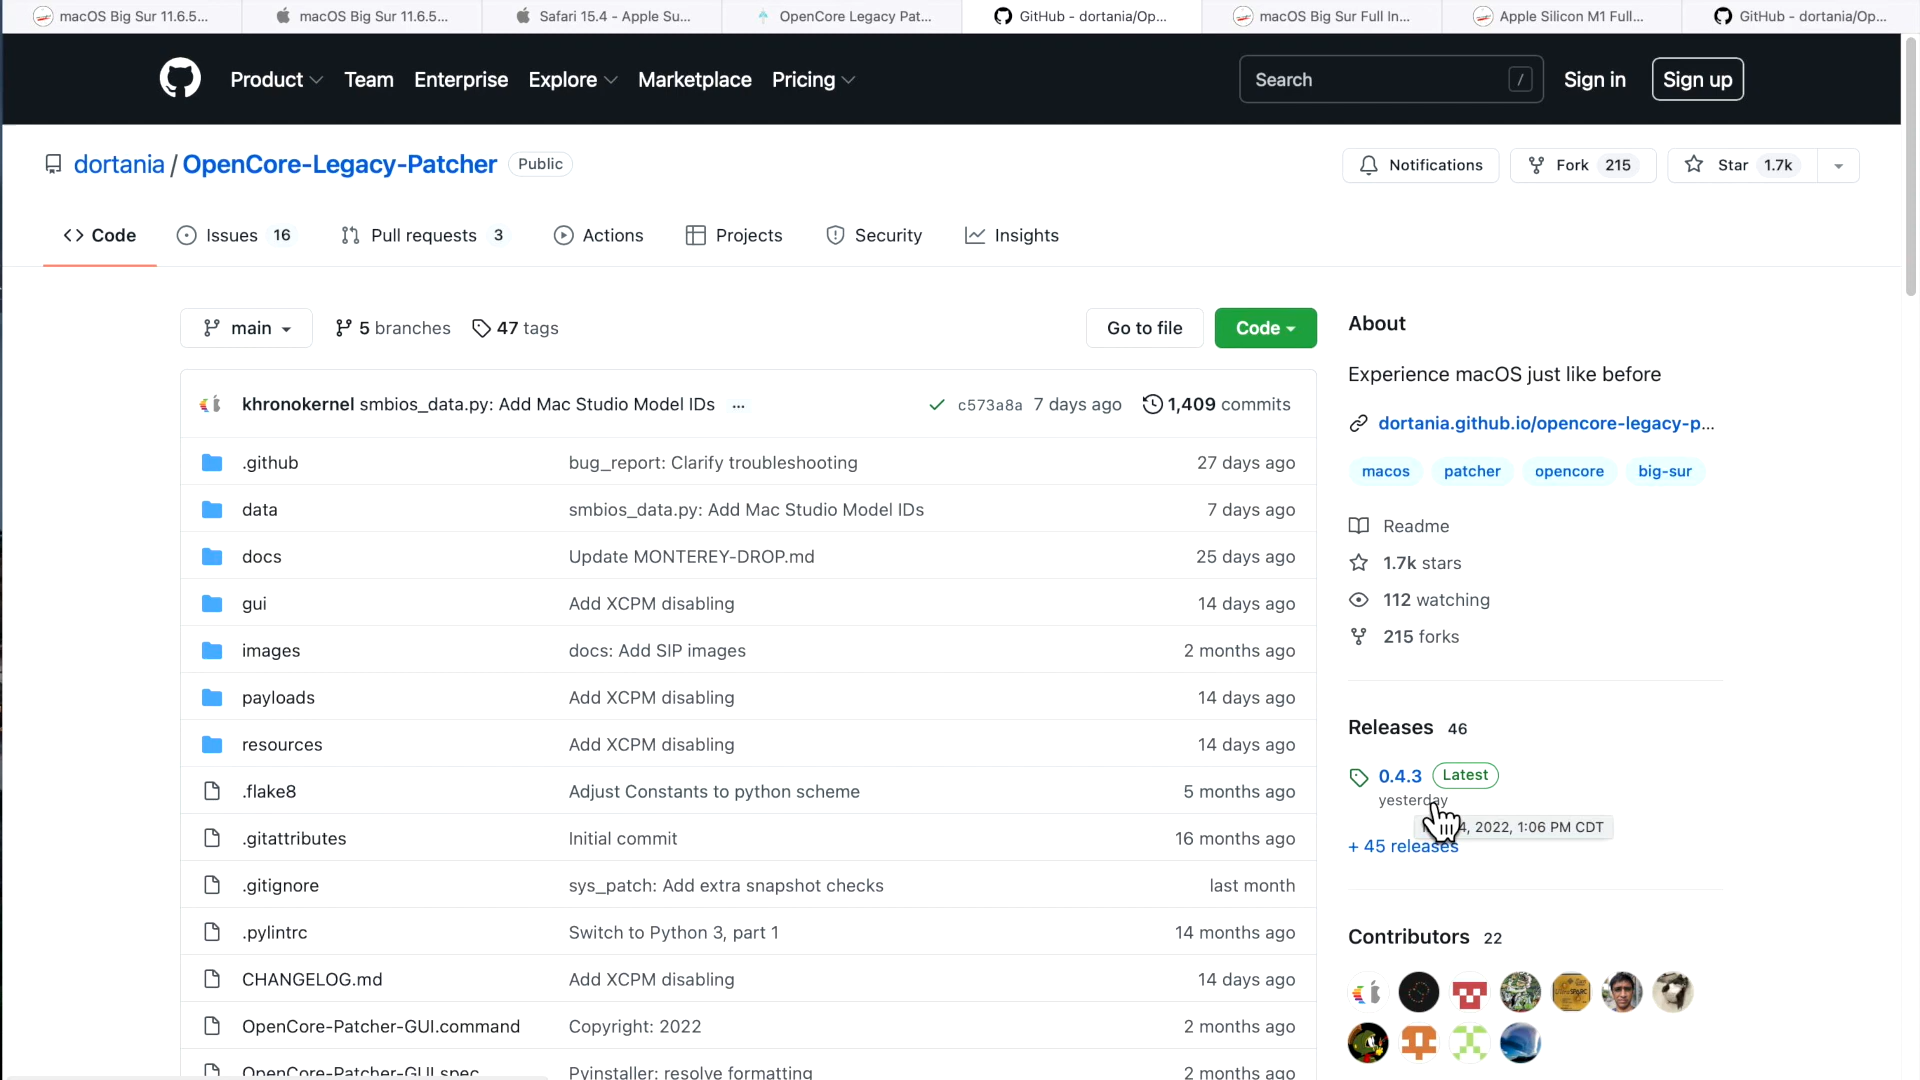 macOS Big Sur 11.6.5...
macOS Big Sur 11.6.5...
Safari 15.4 - Apple Su...
OpenCore Legacy Pat...
GitHub - dortania/Op...
macOS Big Sur Full In...
Apple Silicon M1 Full...
GitHub - dortania/Op...
Product Team Enterprise Explore Marketplace Pricing
Search /
Sign in
Sign up
dortania / OpenCore-Legacy-Patcher Public
Notifications
Fork 215
Star 1.7k
Code
Issues 16
Pull requests 3
Actions
Projects
Security
Insights
main
5 branches
47 tags
Go to file
Code
khronokernel smbios_data.py: Add Mac Studio Model IDs ...
c573a8a 7 days ago
1,409 commits
.github bug_report: Clarify troubleshooting 27 days ago
data smbios_data.py: Add Mac Studio Model IDs 7 days ago
docs Update MONTEREY-DROP.md 25 days ago
gui Add XCPM disabling 14 days ago
images docs: Add SIP images 2 months ago
payloads Add XCPM disabling 14 days ago
resources Add XCPM disabling 14 days ago
.flake8 Adjust Constants to python scheme 5 months ago
.gitattributes Initial commit 16 months ago
.gitignore sys_patch: Add extra snapshot checks last month
.pylintrc Switch to Python 3, part 1 14 months ago
CHANGELOG.md Add XCPM disabling 14 days ago
OpenCore-Patcher-GUI.command Copyright: 2022 2 months ago
OpenCore-Patcher-GUI.spec Pyinstaller: resolve formatting 2 months ago
About
Experience macOS just like before
dortania.github.io/opencore-legacy-p...
macos patcher opencore big-sur
Readme
1.7k stars
112 watching
215 forks
Releases 46
0.4.3 Latest
yesterday
4, 2022, 1:06 PM CDT
+ 45 releases
Contributors 22